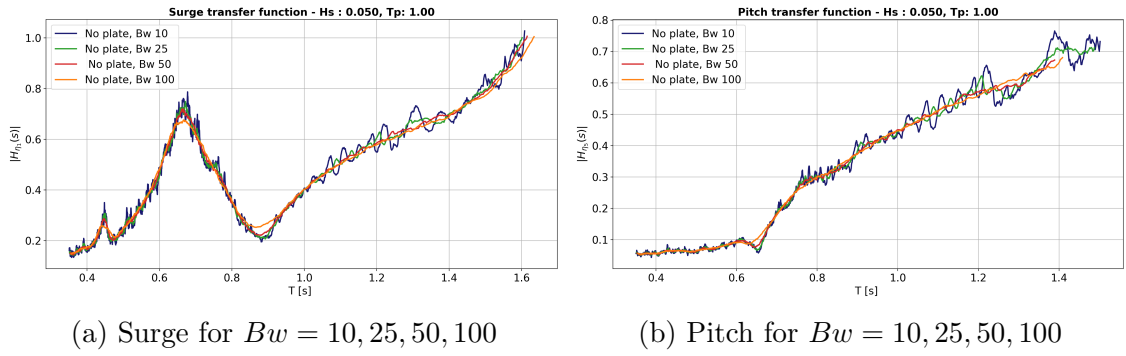 Surge transfer function - Hs : 0.050, Tp: 1.00
No plate, Bw 10
No plate, Bw 25
No plate, Bw 50
No plate, Bw 100
|Hη₁(s)|
1.0
0.8
0.6
0.4
0.2
0.4 0.6 0.8 1.0 1.2 1.4 1.6
T [s]
(a) Surge for Bw = 10, 25, 50, 100
Pitch transfer function - Hs : 0.050, Tp: 1.00
No plate, Bw 10
No plate, Bw 25
No plate, Bw 50
No plate, Bw 100
|Hη₅(s)|
0.8
0.7
0.6
0.5
0.4
0.3
0.2
0.1
0.4 0.6 0.8 1.0 1.2 1.4
T [s]
(b) Pitch for Bw = 10, 25, 50, 100